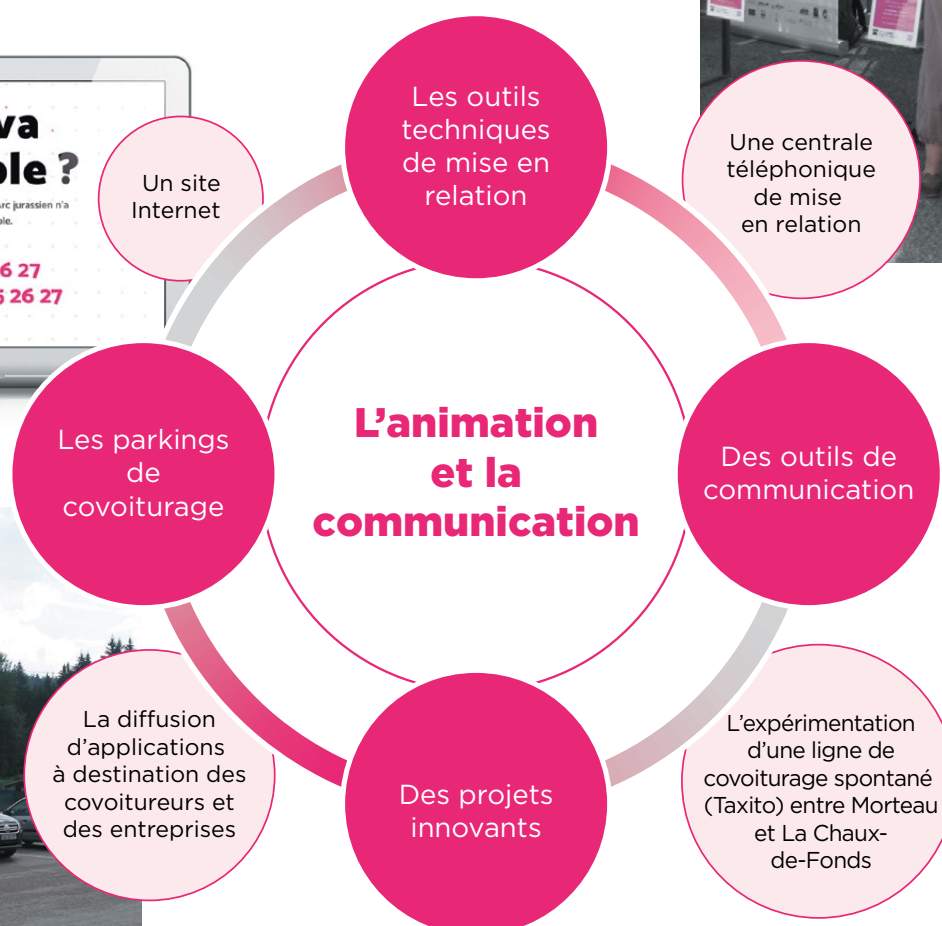 va
ble ?
arc jurassien n'a
ble.
6 27
5 26 27
Un site
Internet
Les outils
techniques
de mise en
relation
Une centrale
téléphonique
de mise
en relation
Les parkings
de
covoiturage
L'animation
et la
communication
Des outils de
communication
La diffusion
d'applications
à destination des
covoitureurs et
des entreprises
Des projets
innovants
L'expérimentation
d'une ligne de
covoiturage spontané
(Taxito) entre Morteau
et La Chaux-
de-Fonds